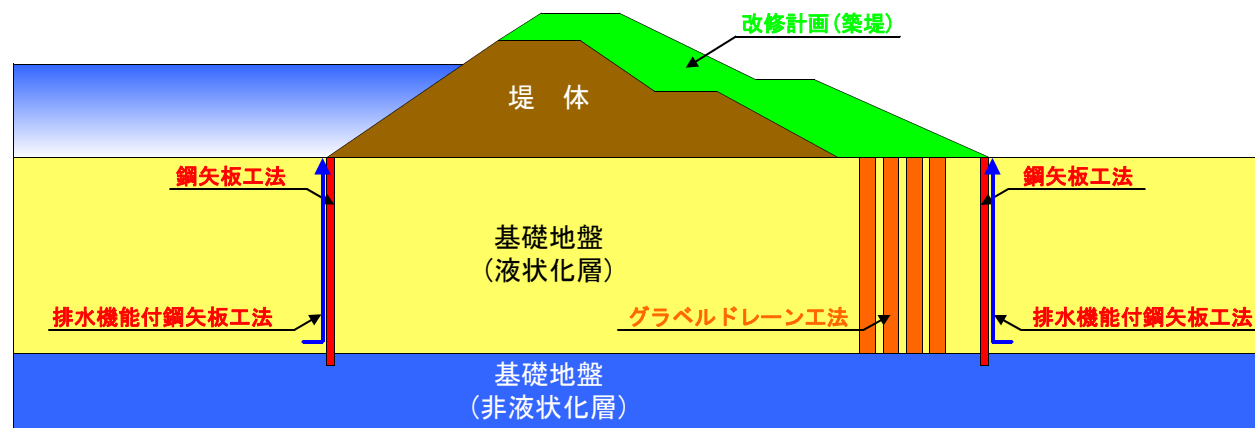 改修計画(築堤)
堤　体
鋼矢板工法
鋼矢板工法
基礎地盤
(液状化層)
排水機能付鋼矢板工法
グラベルドレーン工法
排水機能付鋼矢板工法
基礎地盤
(非液状化層)